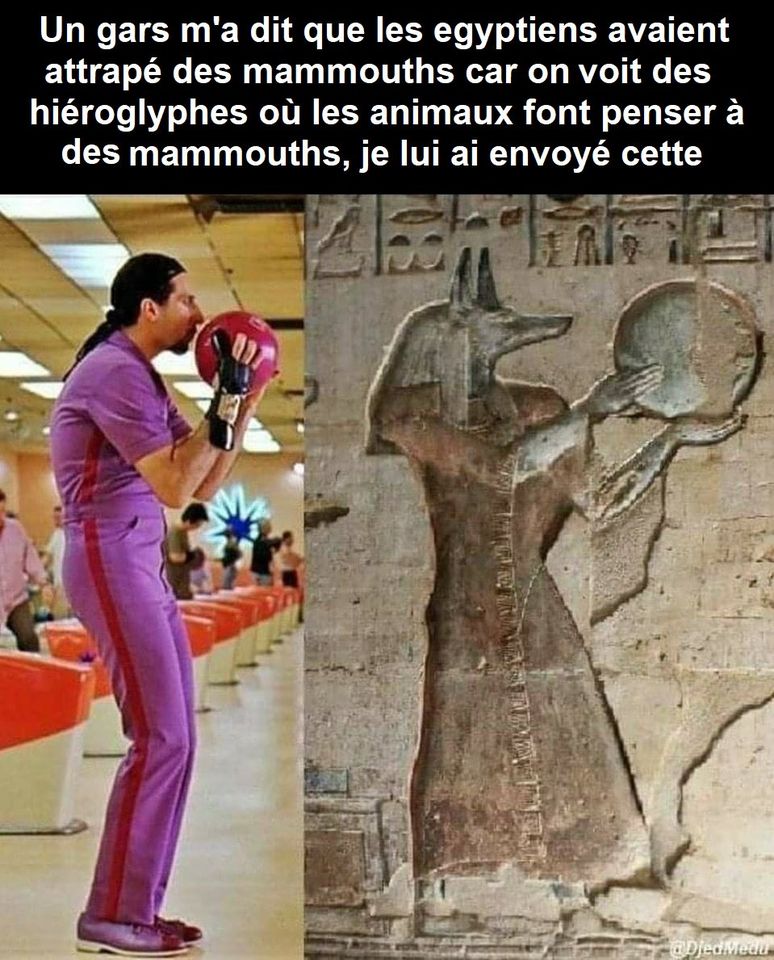 Un gars m'a dit que les egyptiens avaient
attrapé des mammouths car on voit des
hiéroglyphes où les animaux font penser à
des mammouths, je lui ai envoyé cette
@DjedMedu